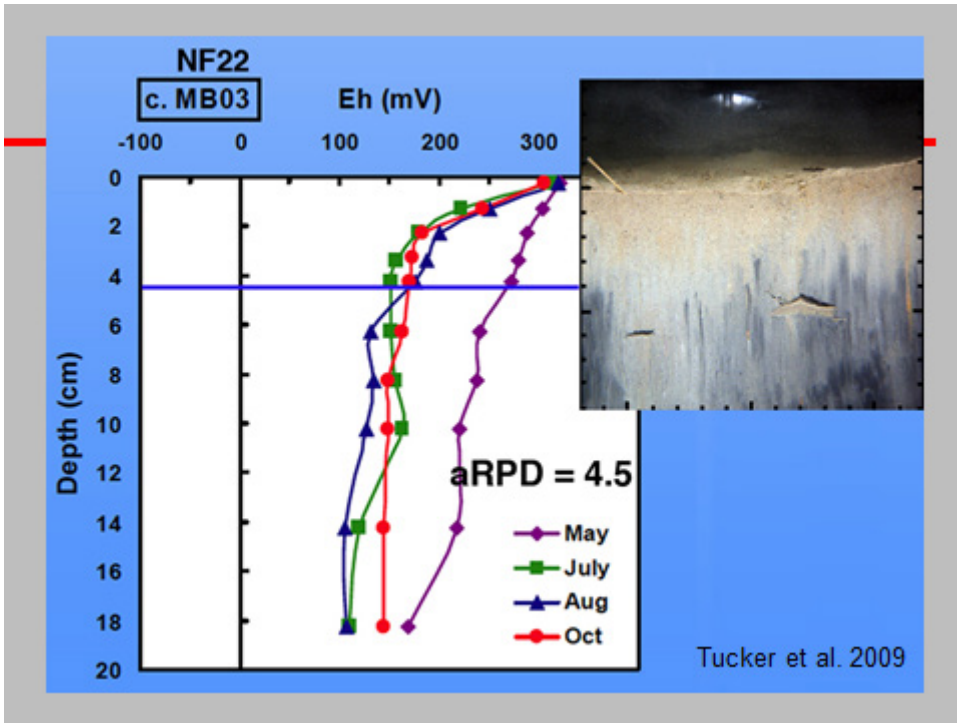 NF22
c. MB03
Eh (mV)
-100 0 100 200 300
0
2
4
6
8
10
12
14
16
18
20
Depth (cm)
aRPD = 4.5
May
July
Aug
Oct
Tucker et al. 2009